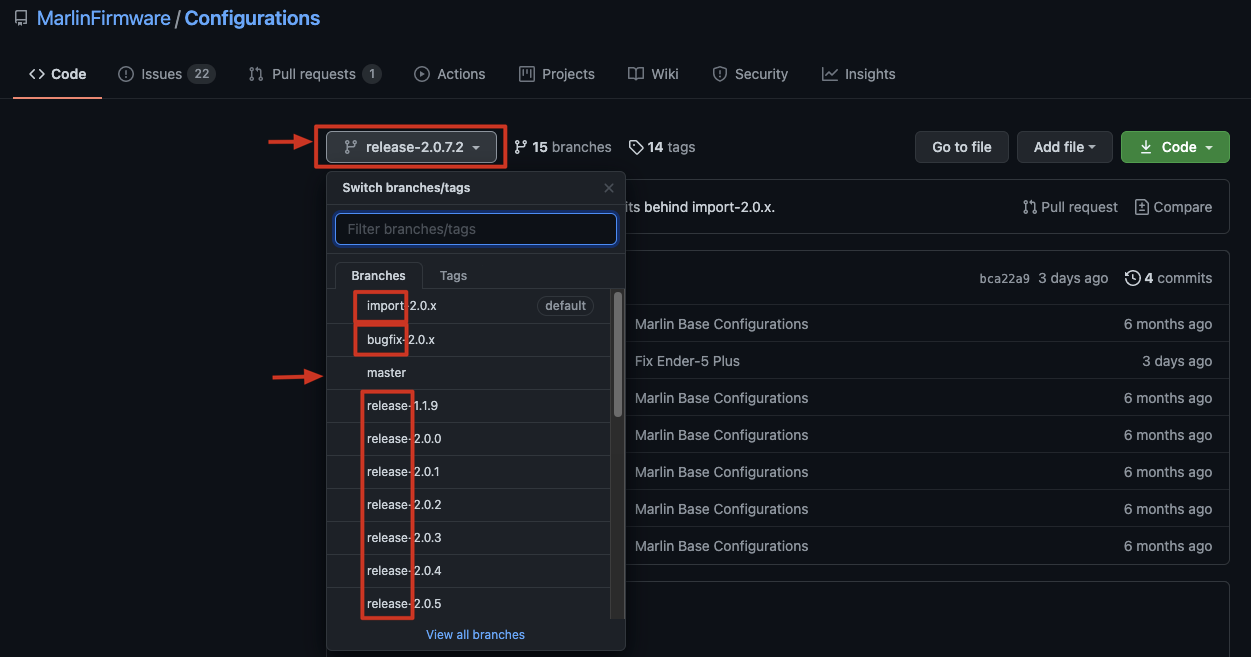 MarlinFirmware / Configurations
Code Issues 22 Pull requests 1 Actions Projects Wiki Security Insights
release-2.0.7.2 15 branches 14 tags Go to file Add file Code
Switch branches/tags
its behind import-2.0.x. Pull request Compare
Filter branches/tags
Branches Tags
bca22a9 3 days ago 4 commits
import-2.0.x default
Marlin Base Configurations 6 months ago
bugfix-2.0.x
Fix Ender-5 Plus 3 days ago
master
Marlin Base Configurations 6 months ago
release-1.1.9
Marlin Base Configurations 6 months ago
release-2.0.0
Marlin Base Configurations 6 months ago
release-2.0.1
Marlin Base Configurations 6 months ago
release-2.0.2
Marlin Base Configurations 6 months ago
release-2.0.3
release-2.0.4
release-2.0.5
View all branches